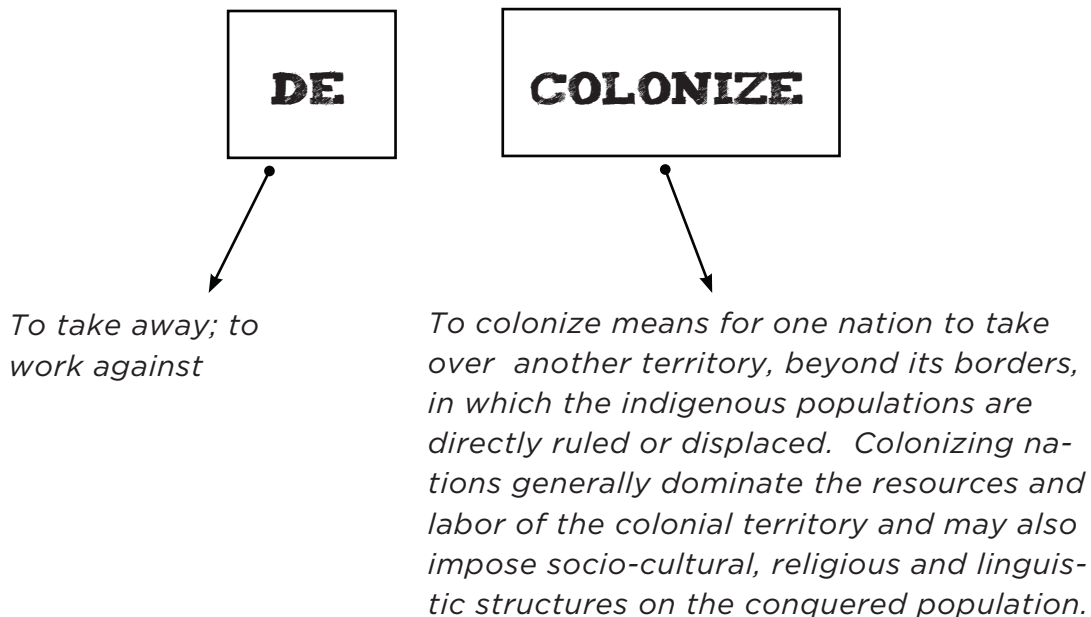 DE
COLONIZE
To take away; to
work against
To colonize means for one nation to take
over  another territory, beyond its borders,
in which the indigenous populations are
directly ruled or displaced.  Colonizing na-
tions generally dominate the resources and
labor of the colonial territory and may also
impose socio-cultural, religious and linguis-
tic structures on the conquered population.